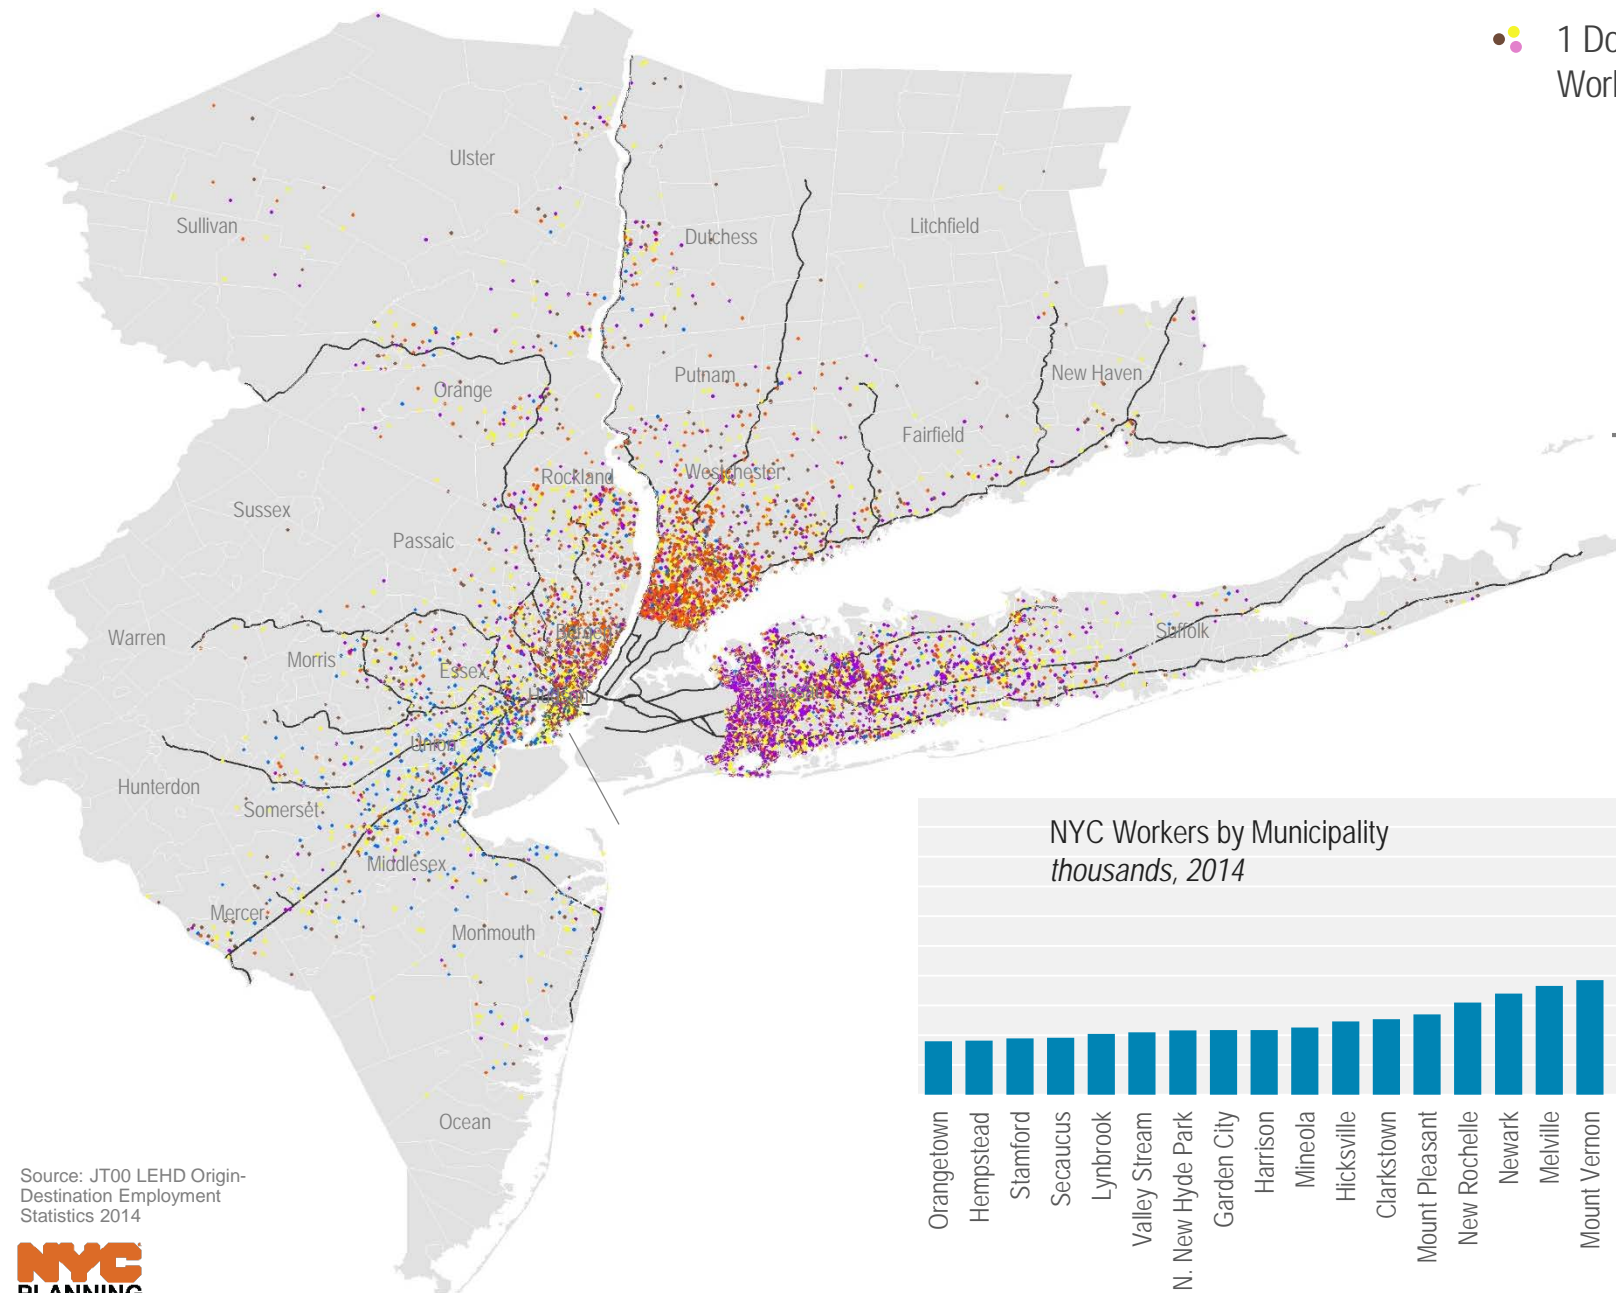 1 Do
Worl
Ulster
Sullivan
Dutchess
Litchfield
Putnam
New Haven
Orange
Fairfield
Westchester
Rockland
Sussex
Passaic
Bergen
Suffolk
Warren
Morris
Essex
Hudson
Union
Hunterdon
Somerset
Middlesex
Mercer
Monmouth
Ocean
NYC Workers by Municipality
thousands, 2014
Orangetown
Hempstead
Stamford
Secaucus
Lynbrook
Valley Stream
N. New Hyde Park
Garden City
Harrison
Mineola
Hicksville
Clarkstown
Mount Pleasant
New Rochelle
Newark
Melville
Mount Vernon
Source: JT00 LEHD Origin-
Destination Employment
Statistics 2014
NYC
PLANNING